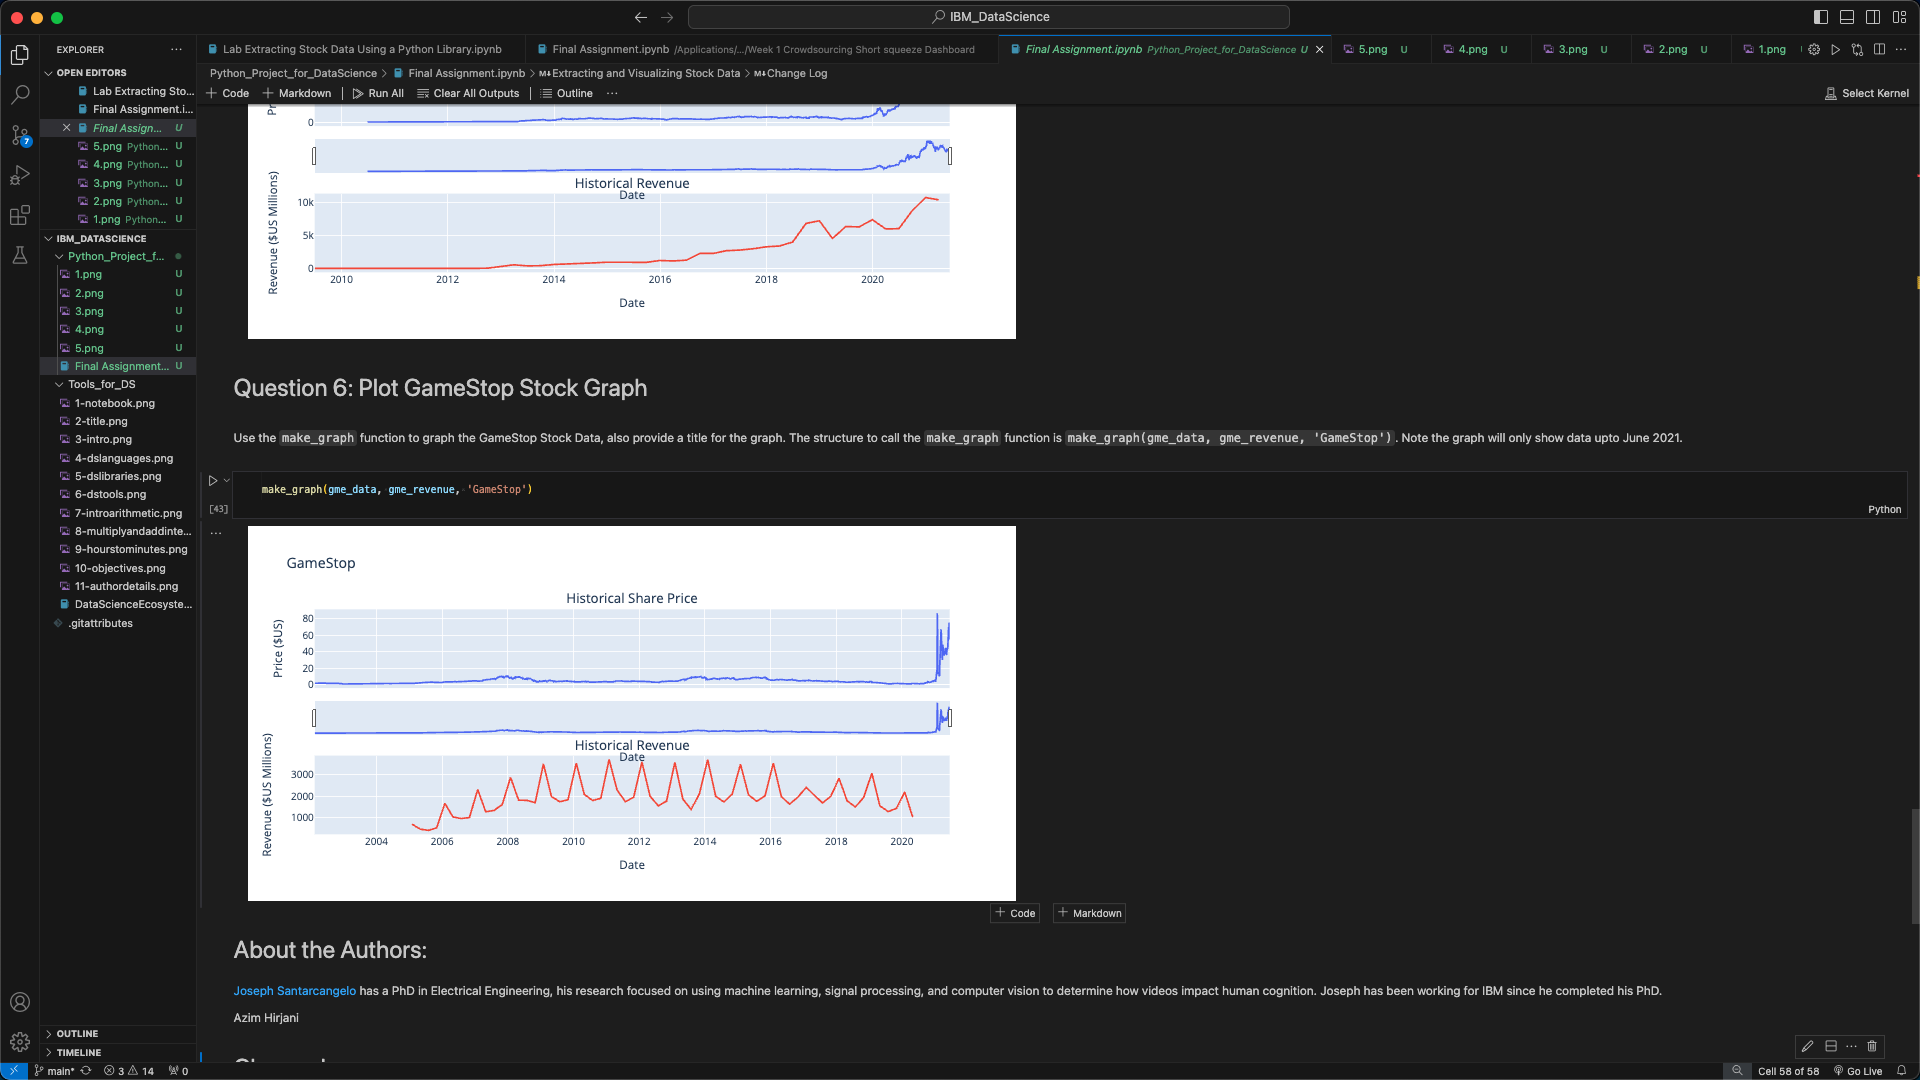 IBM_DataScience
EXPLORER
OPEN EDITORS
Lab Extracting Sto...
Final Assignment.i...
Final Assign... U
5.png Python... U
4.png Python... U
3.png Python... U
2.png Python... U
1.png Python... U
IBM_DATASCIENCE
Python_Project_f...
1.png U
2.png U
3.png U
4.png U
5.png U
Final Assignment... U
Tools_for_DS
1-notebook.png
2-title.png
3-intro.png
4-dslanguages.png
5-dslibraries.png
6-dstools.png
7-introarithmetic.png
8-multiplyandaddinte...
9-hourstominutes.png
10-objectives.png
11-authordetails.png
DataScienceEcosyste...
.gitattributes
OUTLINE
TIMELINE
7
Lab Extracting Stock Data Using a Python Library.ipynb
Final Assignment.ipynb /Applications/.../Week 1 Crowdsourcing Short squeeze Dashboard
Final Assignment.ipynb Python_Project_for_DataScience U
5.png U
4.png U
3.png U
2.png U
1.png
Python_Project_for_DataScience > Final Assignment.ipynb > M↓Extracting and Visualizing Stock Data > M↓Change Log
+ Code + Markdown Run All Clear All Outputs Outline ...
Select Kernel
Pr
0
Historical Revenue
Date
Revenue ($US Millions)
10k
5k
0
2010 2012 2014 2016 2018 2020
Date
Question 6: Plot GameStop Stock Graph
Use the make_graph function to graph the GameStop Stock Data, also provide a title for the graph. The structure to call the make_graph function is make_graph(gme_data, gme_revenue, 'GameStop'). Note the graph will only show data upto June 2021.
make_graph(gme_data, gme_revenue, 'GameStop')
[43]
Python
GameStop
Historical Share Price
Price ($US)
80
60
40
20
0
Historical Revenue
Date
Revenue ($US Millions)
3000
2000
1000
2004 2006 2008 2010 2012 2014 2016 2018 2020
Date
+ Code + Markdown
About the Authors:
Joseph Santarcangelo has a PhD in Electrical Engineering, his research focused on using machine learning, signal processing, and computer vision to determine how videos impact human cognition. Joseph has been working for IBM since he completed his PhD.
Azim Hirjani
main* 3 14 0
Cell 58 of 58 Go Live